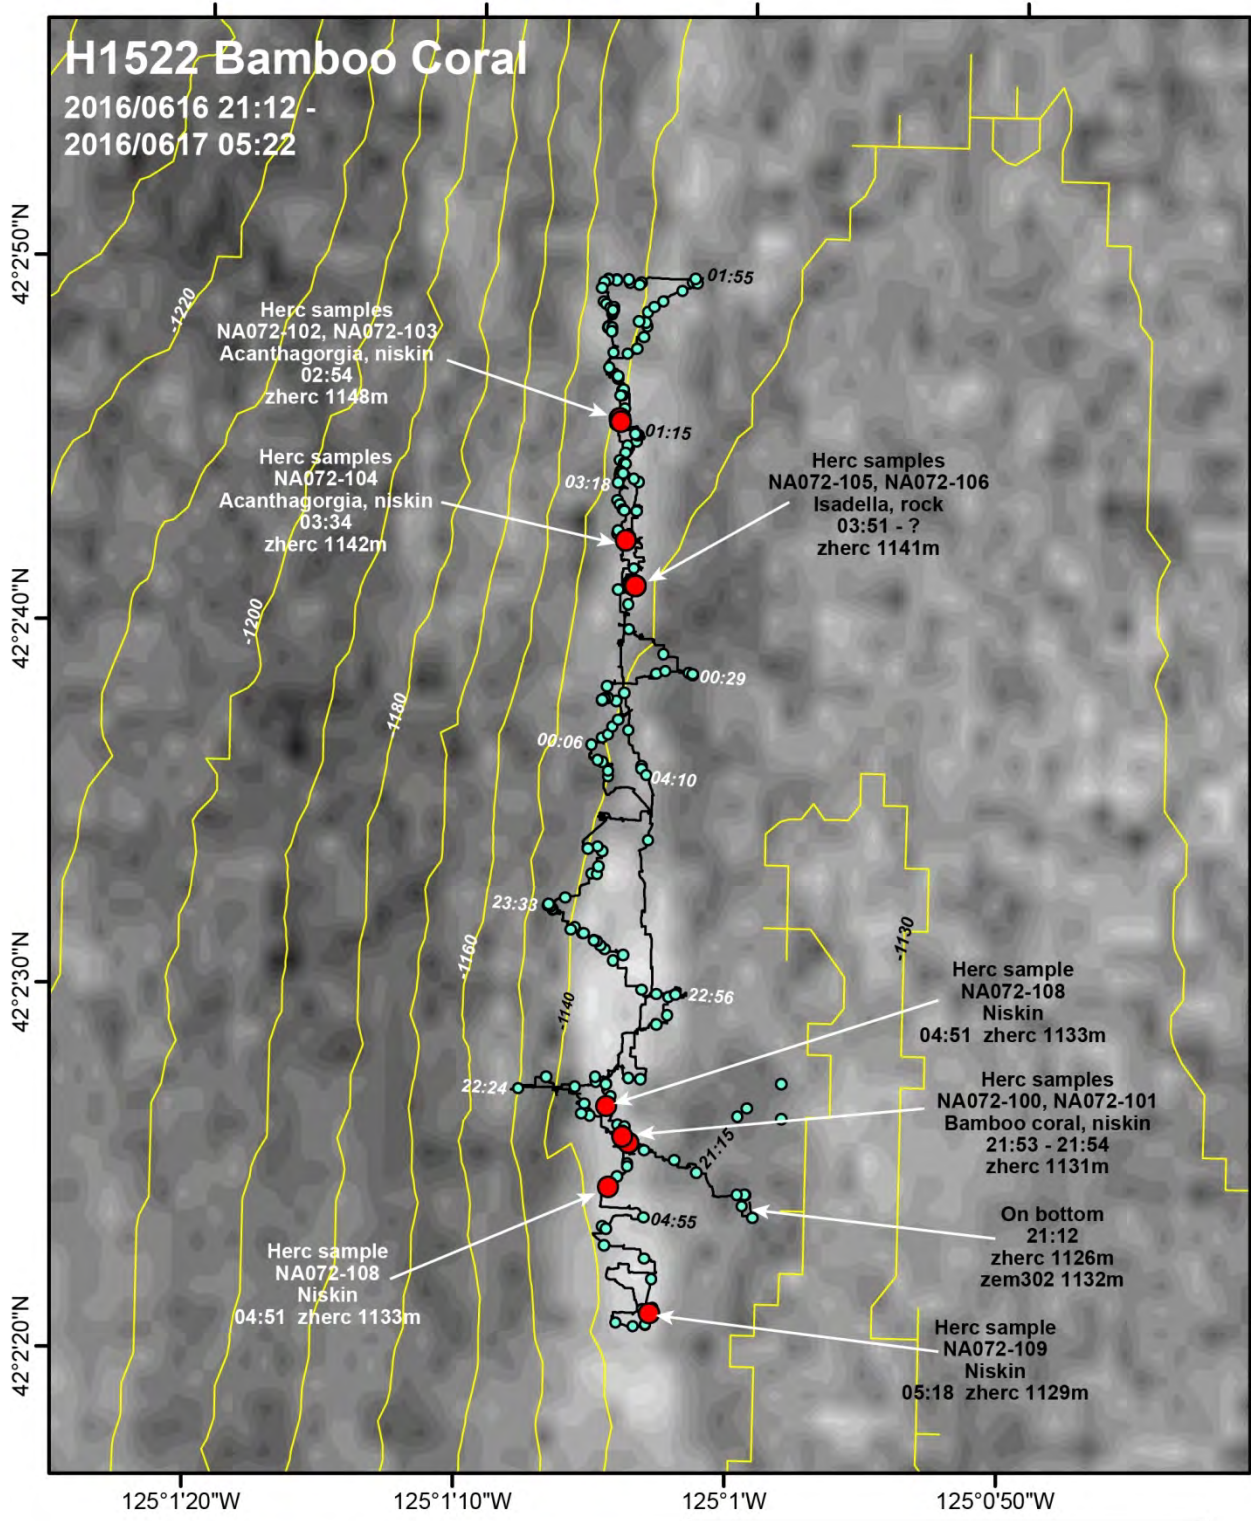 H1522 Bamboo Coral
2016/0616 21:12 -
2016/0617 05:22
42°2'50"N
42°2'40"N
42°2'30"N
42°2'20"N
-1220
-1200
-1180
-1160
-1140
-1130
Herc samples
NA072-102, NA072-103
Acanthagorgia, niskin
02:54
zherc 1148m
01:55
01:15
Herc samples
NA072-104
Acanthagorgia, niskin
03:34
zherc 1142m
03:18
Herc samples
NA072-105, NA072-106
Isadella, rock
03:51 - ?
zherc 1141m
00:29
00:06
04:10
23:33
22:56
22:24
21:15
04:55
Herc sample
NA072-108
Niskin
04:51 zherc 1133m
Herc samples
NA072-100, NA072-101
Bamboo coral, niskin
21:53 - 21:54
zherc 1131m
On bottom
21:12
zherc 1126m
zem302 1132m
Herc sample
NA072-108
Niskin
04:51 zherc 1133m
Herc sample
NA072-109
Niskin
05:18 zherc 1129m
125°1'20"W
125°1'10"W
125°1'W
125°0'50"W